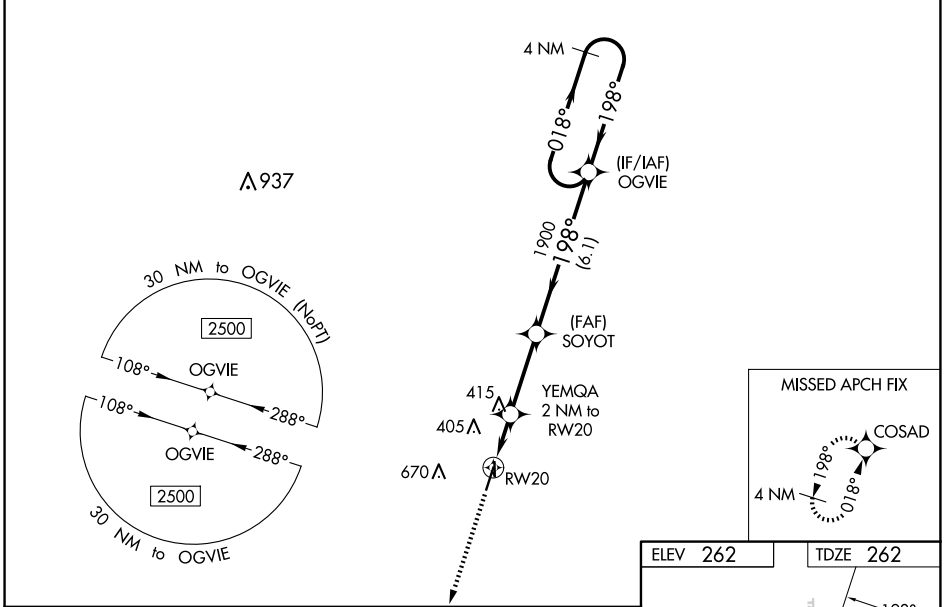 4 NM
018°
198°
(IF/IAF)
OGVIE
937
1900
198°
(6.1)
30 NM to OGVIE (NoPT)
2500
108°
OGVIE
288°
108°
OGVIE
288°
2500
30 NM to OGVIE
(FAF)
SOYOT
415
YEMQA
2 NM to
RW20
405
670
RW20
MISSED APCH FIX
COSAD
198°
018°
4 NM
ELEV 262
TDZE 262
198°